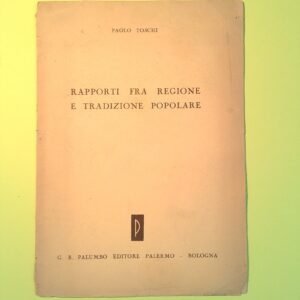 PAOLO TOSCHI
RAPPORTI FRA REGIONE
E TRADIZIONE POPOLARE
P
G. B. PALUMBO EDITORE PALERMO - BOLOGNA